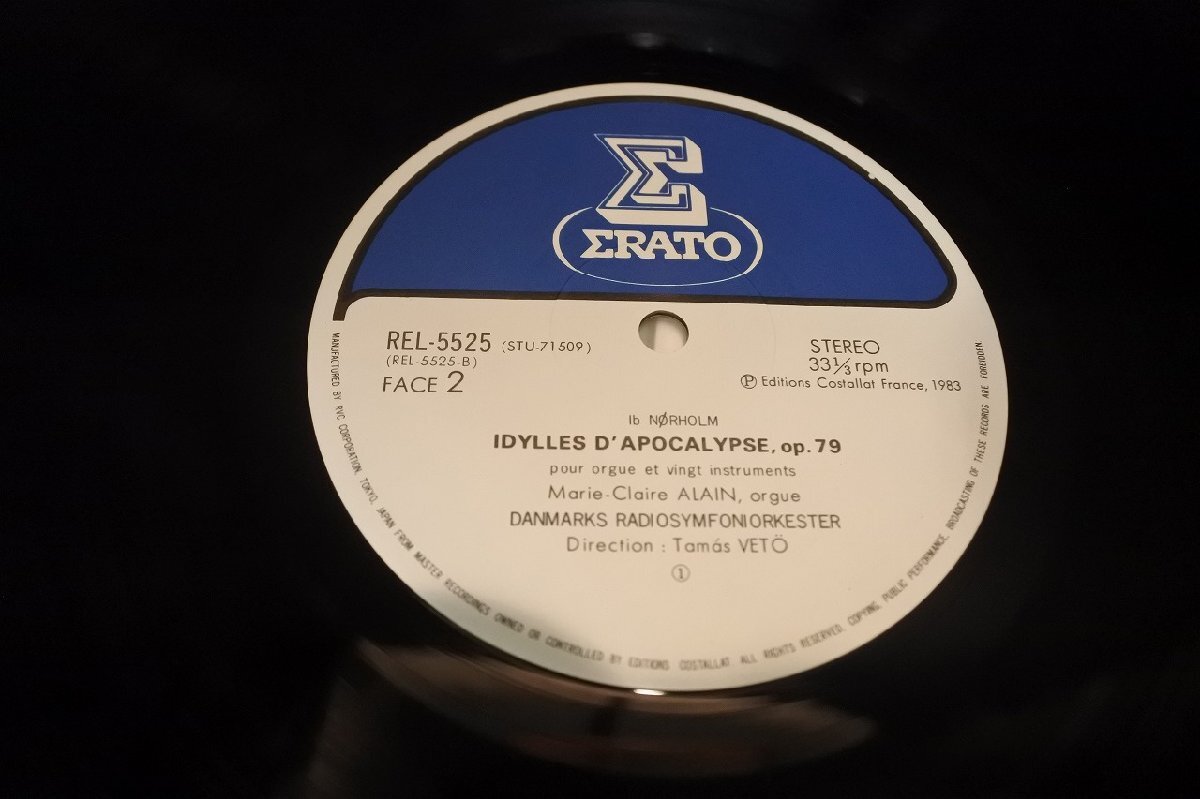 ΣRATO
REL-5525 (STU-71509)
(REL-5525-B)
FACE 2
STEREO
33⅓ rpm
Ⓟ Editions Costallat France, 1983
Ib NØRHOLM
IDYLLES D'APOCALYPSE, op. 79
pour orgue et vingt instruments
Marie-Claire ALAIN, orgue
DANMARKS RADIOSYMFONIORKESTER
Direction : Tamás VETÖ
①
MANUFACTURED BY RVC CORPORATION, TOKYO, JAPAN FROM MASTER RECORDINGS OWNED OR CONTROLLED BY EDITIONS COSTALLAT ALL RIGHTS RESERVED. COPYING, PUBLIC PERFORMANCE, BROADCASTING OF THESE RECORDS ARE FORBIDDEN.